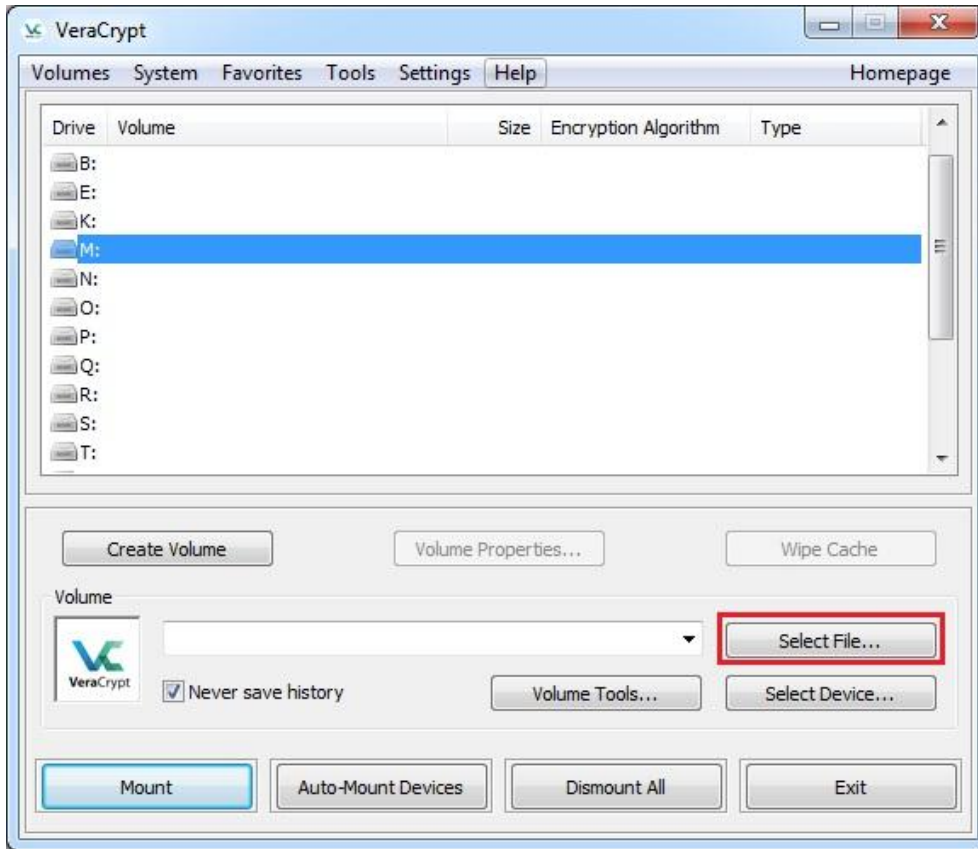 VeraCrypt
Volumes System Favorites Tools Settings Help Homepage
Drive Volume Size Encryption Algorithm Type
B:
E:
K:
M:
N:
O:
P:
Q:
R:
S:
T:
Create Volume Volume Properties... Wipe Cache
Volume
Select File...
VeraCrypt
Never save history Volume Tools... Select Device...
Mount Auto-Mount Devices Dismount All Exit